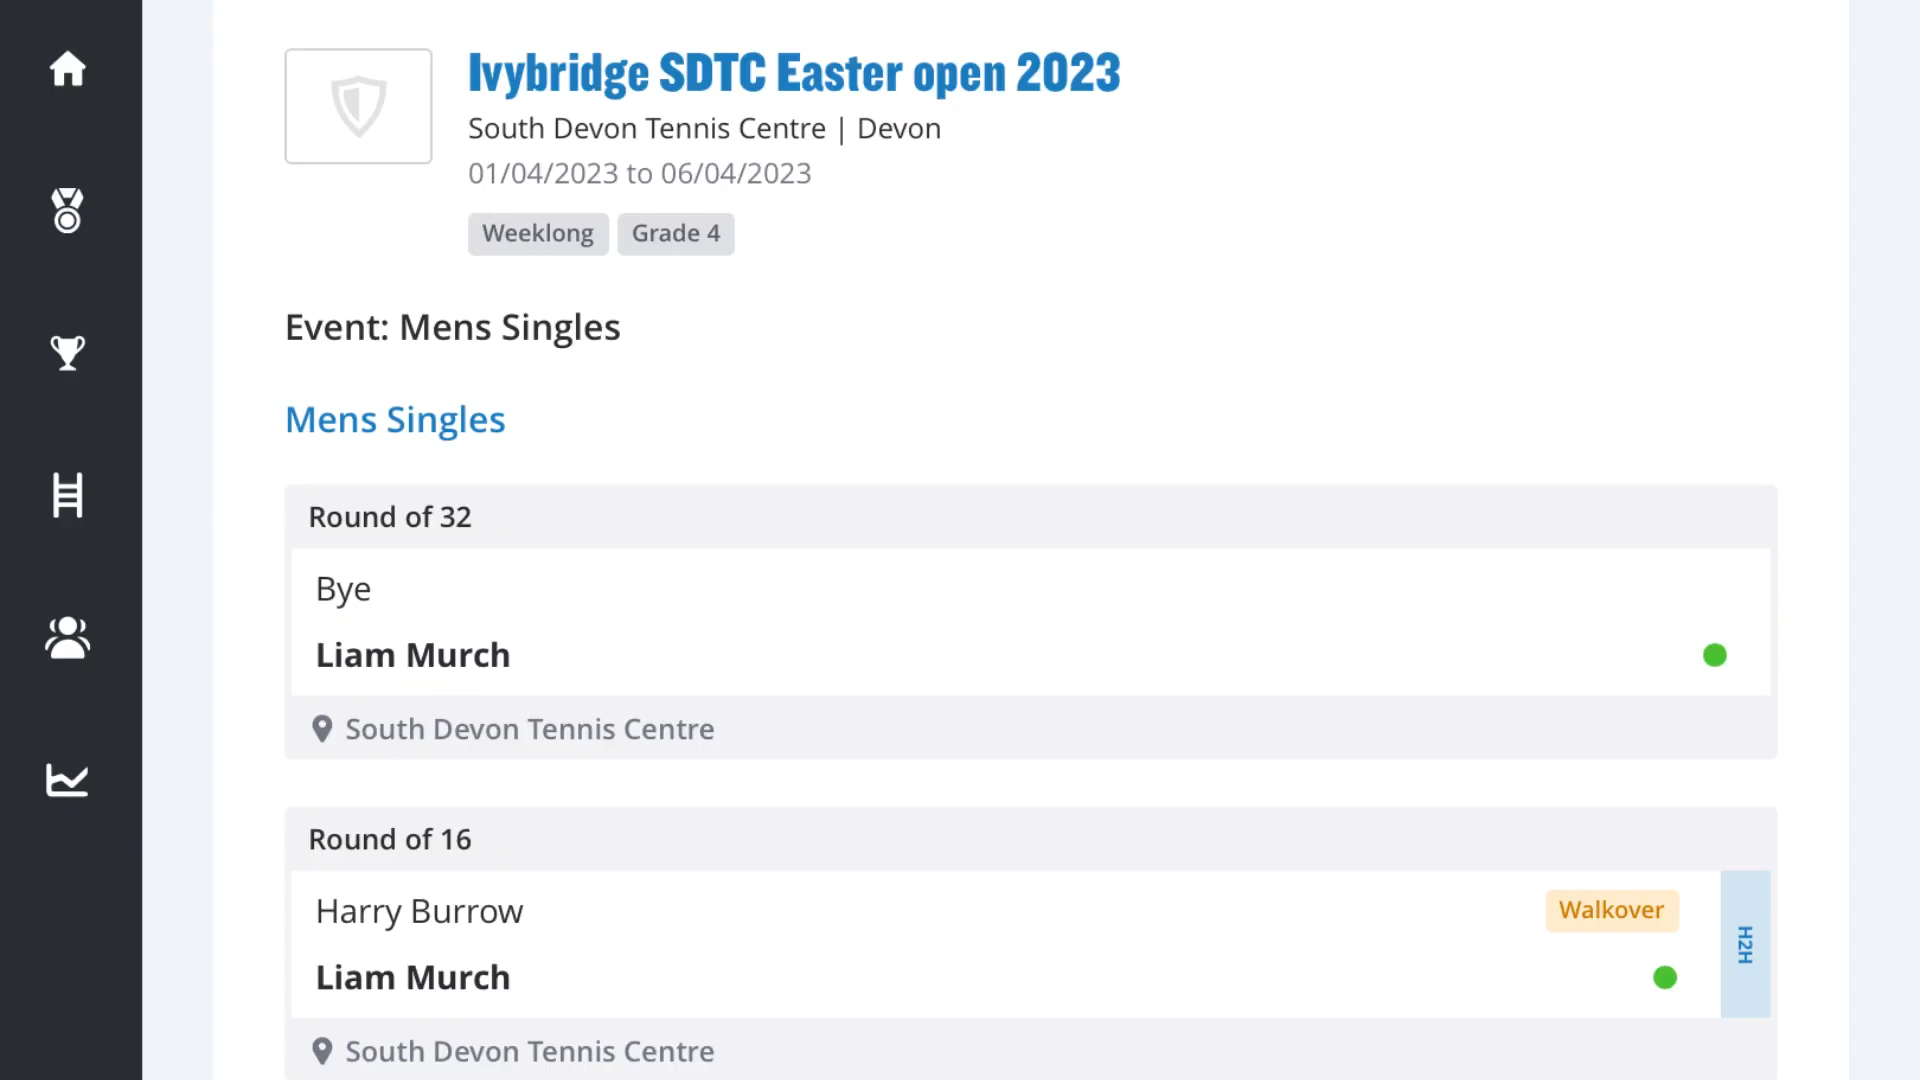 Ivybridge SDTC Easter open 2023
South Devon Tennis Centre | Devon
01/04/2023 to 06/04/2023
Weeklong Grade 4
Event: Mens Singles
Mens Singles
Round of 32
Bye
Liam Murch
South Devon Tennis Centre
Round of 16
Harry Burrow Walkover
H2H
Liam Murch
South Devon Tennis Centre